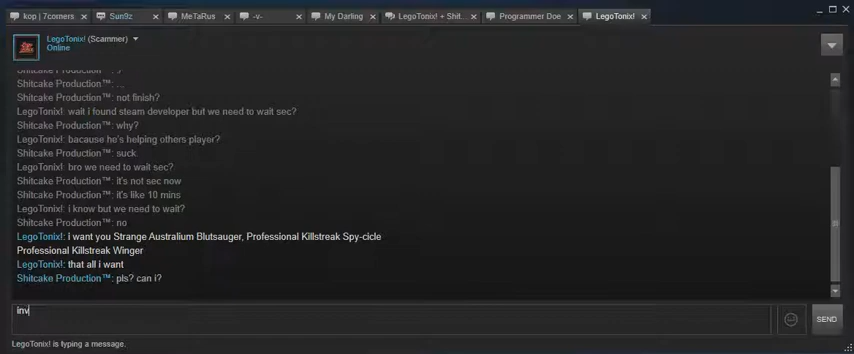 kop | 7corners
Sun9z
MeTaRus
-v-
My Darling
LegoTonix! + Shit..
Programmer Doe
LegoTonix!
LegoTonix! (Scammer)
Online
Shitcake Production™: ?
Shitcake Production™: ...
Shitcake Production™: not finish?
LegoTonix!: wait i found steam developer but we need to wait sec?
Shitcake Production™: why?
LegoTonix!: bacause he's helping others player?
Shitcake Production™: suck
LegoTonix!: bro we need to wait sec?
Shitcake Production™: it's not sec now
Shitcake Production™: it's like 10 mins
LegoTonix!: i know but we need to wait?
Shitcake Production™: no
LegoTonix!: i want you Strange Australium Blutsauger, Professional Killstreak Spy-cicle
Professional Killstreak Winger
LegoTonix!: that all i want
Shitcake Production™: pls? can i?
inv
SEND
LegoTonix! is typing a message.